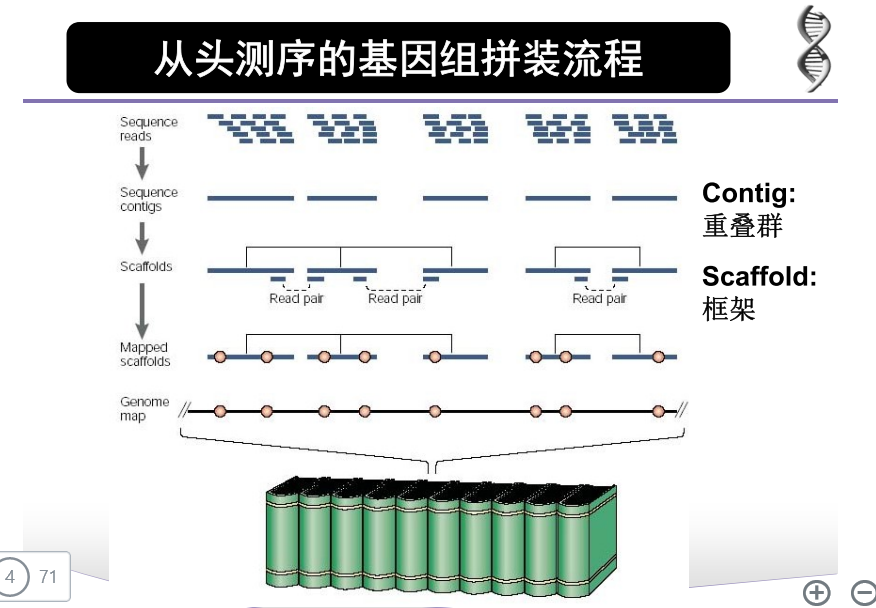 从头测序的基因组拼装流程
Sequence
reads
Sequence
contigs
Contig:
重叠群
Scaffolds
Scaffold:
框架
Read pair
Read pair
Read pair
Mapped
scaffolds
Genome
map
4
71